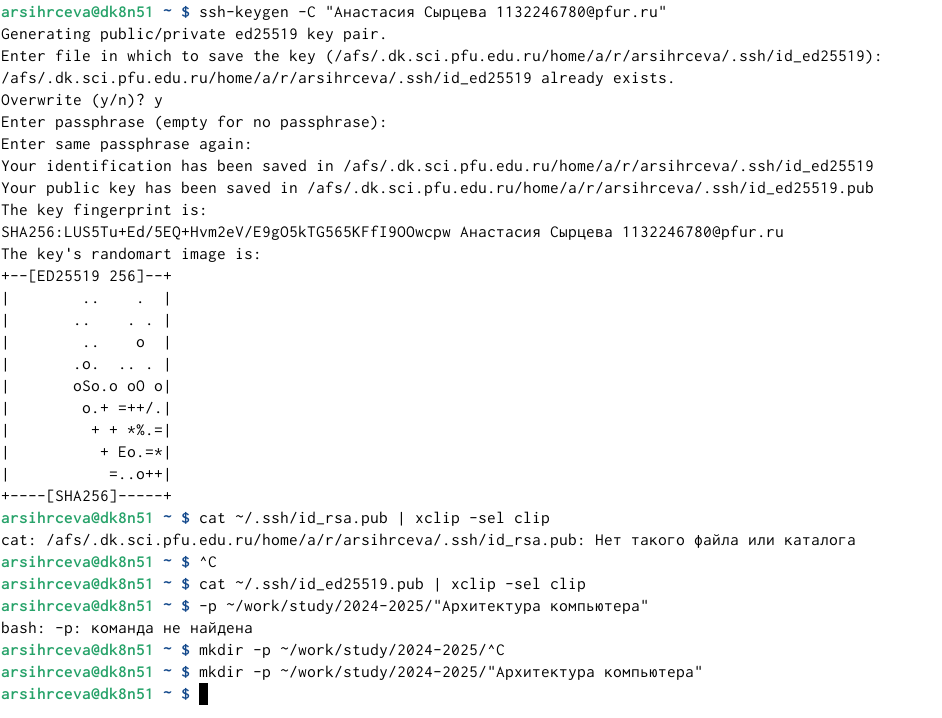 arsihrceva@dk8n51 ~ $ ssh-keygen -C "Анастасия Сырцева 1132246780@pfur.ru"
Generating public/private ed25519 key pair.
Enter file in which to save the key (/afs/.dk.sci.pfu.edu.ru/home/a/r/arsihrceva/.ssh/id_ed25519):
/afs/.dk.sci.pfu.edu.ru/home/a/r/arsihrceva/.ssh/id_ed25519 already exists.
Overwrite (y/n)? y
Enter passphrase (empty for no passphrase):
Enter same passphrase again:
Your identification has been saved in /afs/.dk.sci.pfu.edu.ru/home/a/r/arsihrceva/.ssh/id_ed25519
Your public key has been saved in /afs/.dk.sci.pfu.edu.ru/home/a/r/arsihrceva/.ssh/id_ed25519.pub
The key fingerprint is:
SHA256:LUS5Tu+Ed/5EQ+Hvm2eV/E9gO5kTG565KFfI9OOwcpw Анастасия Сырцева 1132246780@pfur.ru
The key's randomart image is:
+--[ED25519 256]--+
|        ..    .  |
|       ..    . . |
|        ..    o  |
|       .o.  .. . |
|       oSo.o oO o|
|        o.+ =++/.|
|         + + *%.=|
|          + Eo.=*|
|           =..o++|
+----[SHA256]-----+
arsihrceva@dk8n51 ~ $ cat ~/.ssh/id_rsa.pub | xclip -sel clip
cat: /afs/.dk.sci.pfu.edu.ru/home/a/r/arsihrceva/.ssh/id_rsa.pub: Нет такого файла или каталога
arsihrceva@dk8n51 ~ $ ^C
arsihrceva@dk8n51 ~ $ cat ~/.ssh/id_ed25519.pub | xclip -sel clip
arsihrceva@dk8n51 ~ $ -p ~/work/study/2024-2025/"Архитектура компьютера"
bash: -p: команда не найдена
arsihrceva@dk8n51 ~ $ mkdir -p ~/work/study/2024-2025/^C
arsihrceva@dk8n51 ~ $ mkdir -p ~/work/study/2024-2025/"Архитектура компьютера"
arsihrceva@dk8n51 ~ $